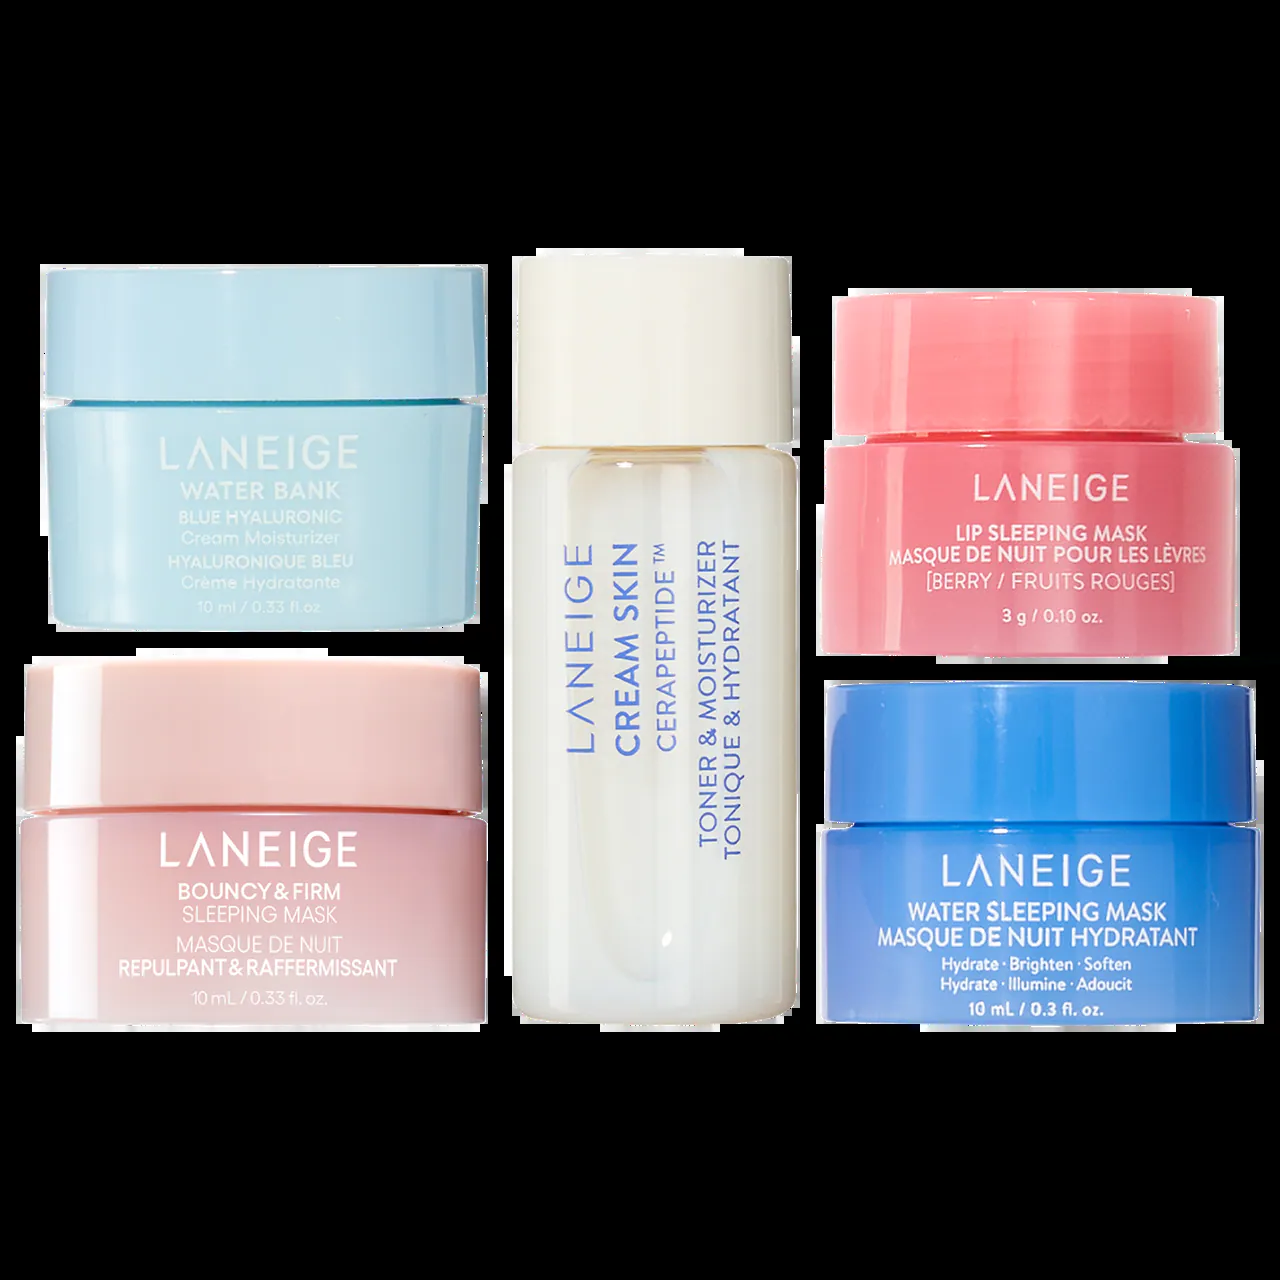 LANEIGE
WATER BANK
BLUE HYALURONIC
Cream Moisturizer
HYALURONIQUE BLEU
Crème Hydratante
10 ml / 0.33 fl.oz.
LANEIGE
BOUNCY & FIRM
SLEEPING MASK
MASQUE DE NUIT
REPULPANT & RAFFERMISSANT
10 mL / 0.33 fl. oz.
LANEIGE
CREAM SKIN
CERAPEPTIDE™
TONER & MOISTURIZER
TONIQUE & HYDRATANT
LANEIGE
LIP SLEEPING MASK
MASQUE DE NUIT POUR LES LÈVRES
[BERRY / FRUITS ROUGES]
3 g / 0.10 oz.
LANEIGE
WATER SLEEPING MASK
MASQUE DE NUIT HYDRATANT
Hydrate · Brighten · Soften
Hydrate · Illumine · Adoucit
10 mL / 0.3 fl. oz.